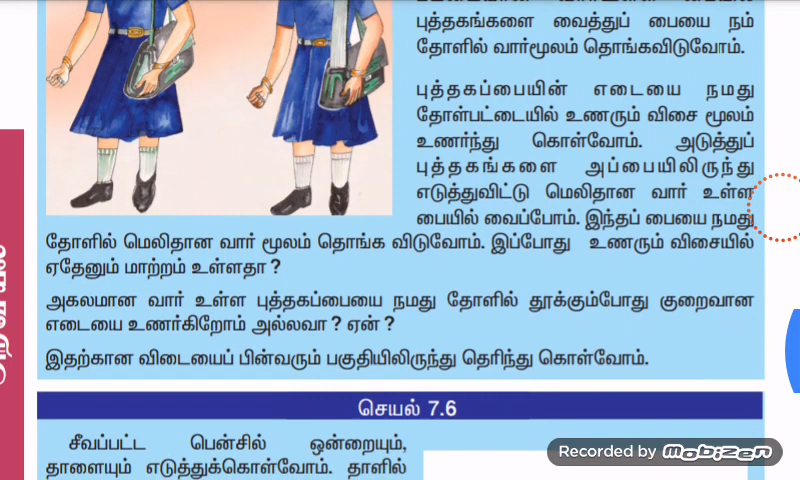 புத்தகங்களை வைத்துப் பையை நம்
தோளில் வார்மூலம் தொங்கவிடுவோம்.
புத்தகப்பையின் எடையை நமது
தோள்பட்டையில் உணரும் விசை மூலம்
உணர்ந்து கொள்வோம். அடுத்துப்
புத்தகங்களை அப்பையிலிருந்து
எடுத்துவிட்டு மெலிதான வார் உள்ள
பையில் வைப்போம். இந்தப் பையை நமது
தோளில் மெலிதான வார் மூலம் தொங்க விடுவோம். இப்போது உணரும் விசையில்
ஏதேனும் மாற்றம் உள்ளதா ?
அகலமான வார் உள்ள புத்தகப்பையை நமது தோளில் தூக்கும்போது குறைவான
எடையை உணர்கிறோம் அல்லவா ? ஏன் ?
இதற்கான விடையைப் பின்வரும் பகுதியிலிருந்து தெரிந்து கொள்வோம்.
செயல் 7.6
சீவப்பட்ட பென்சில் ஒன்றையும்,
தாளையும் எடுத்துக்கொள்வோம். தாளில்
Recorded by mobizen